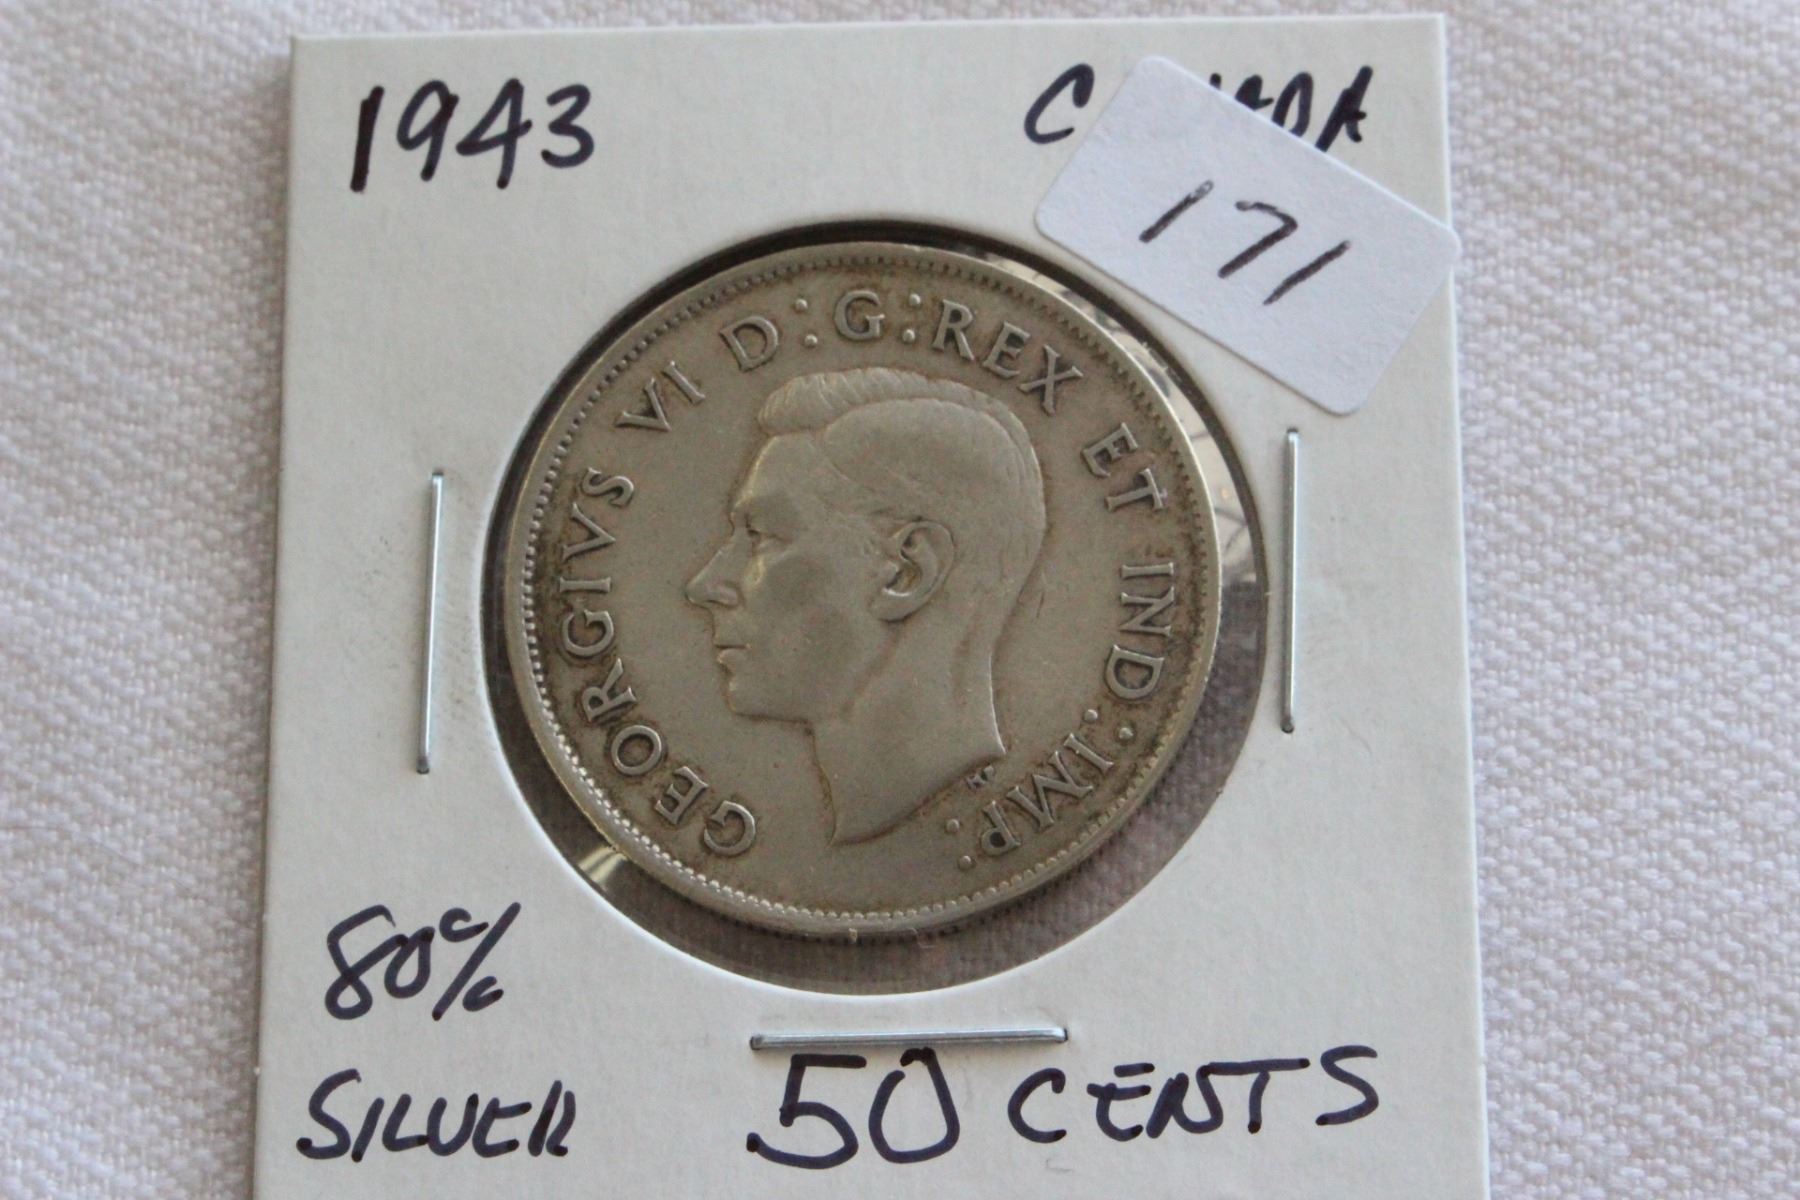 1943
171
GEORGIVS VI D:G:REX ET IND:IMP:
80%
SILVER
50 CENTS